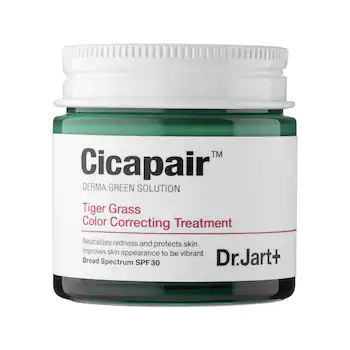 Cicapair™
DERMA GREEN SOLUTION
Tiger Grass
Color Correcting Treatment
Neutralizes redness and protects skin
Improves skin appearance to be vibrant
Broad Spectrum SPF 30
Dr.Jart+